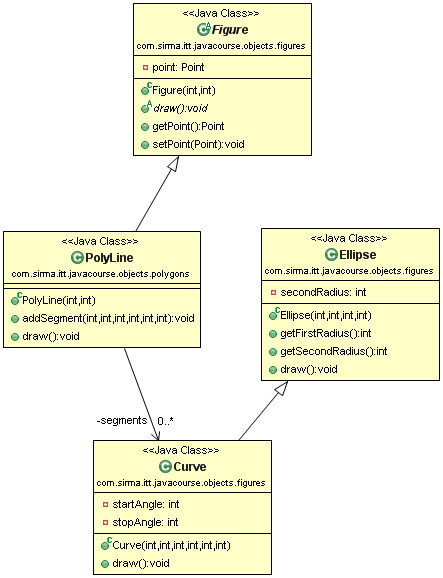 <<Java Class>>
Figure
com.sirma.itt.javacourse.objects.figures
point: Point
Figure(int,int)
draw():void
getPoint():Point
setPoint(Point):void
<<Java Class>>
PolyLine
com.sirma.itt.javacourse.objects.polygons
PolyLine(int,int)
addSegment(int,int,int,int,int,int):void
draw():void
<<Java Class>>
Ellipse
com.sirma.itt.javacourse.objects.figures
secondRadius: int
Ellipse(int,int,int,int)
getFirstRadius():int
getSecondRadius():int
draw():void
-segments 0..*
<<Java Class>>
Curve
com.sirma.itt.javacourse.objects.figures
startAngle: int
stopAngle: int
Curve(int,int,int,int,int,int)
draw():void